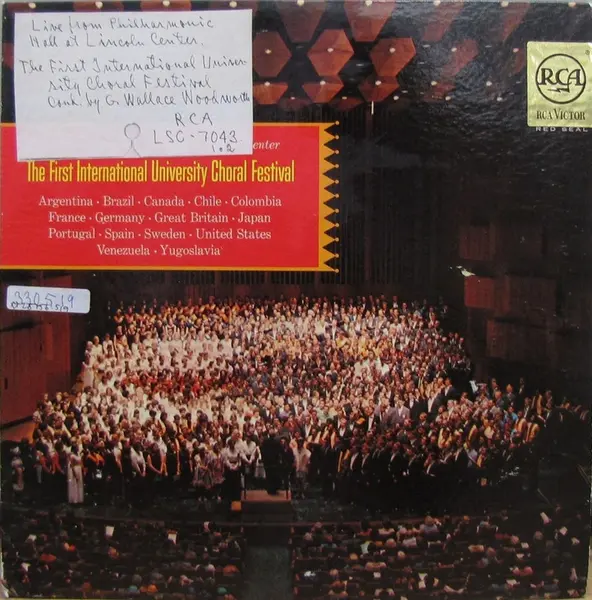 Live from Philharmonic
Hall at Lincoln Center.
The First International Univer-
sity Choral Festival
Cond. by G. Wallace Woodworth
RCA
LSC-7043
1 & 2
Center
The First International University Choral Festival
Argentina · Brazil · Canada · Chile · Colombia
France · Germany · Great Britain · Japan
Portugal · Spain · Sweden · United States
Venezuela · Yugoslavia
RCA
RCA VICTOR
RED SEAL